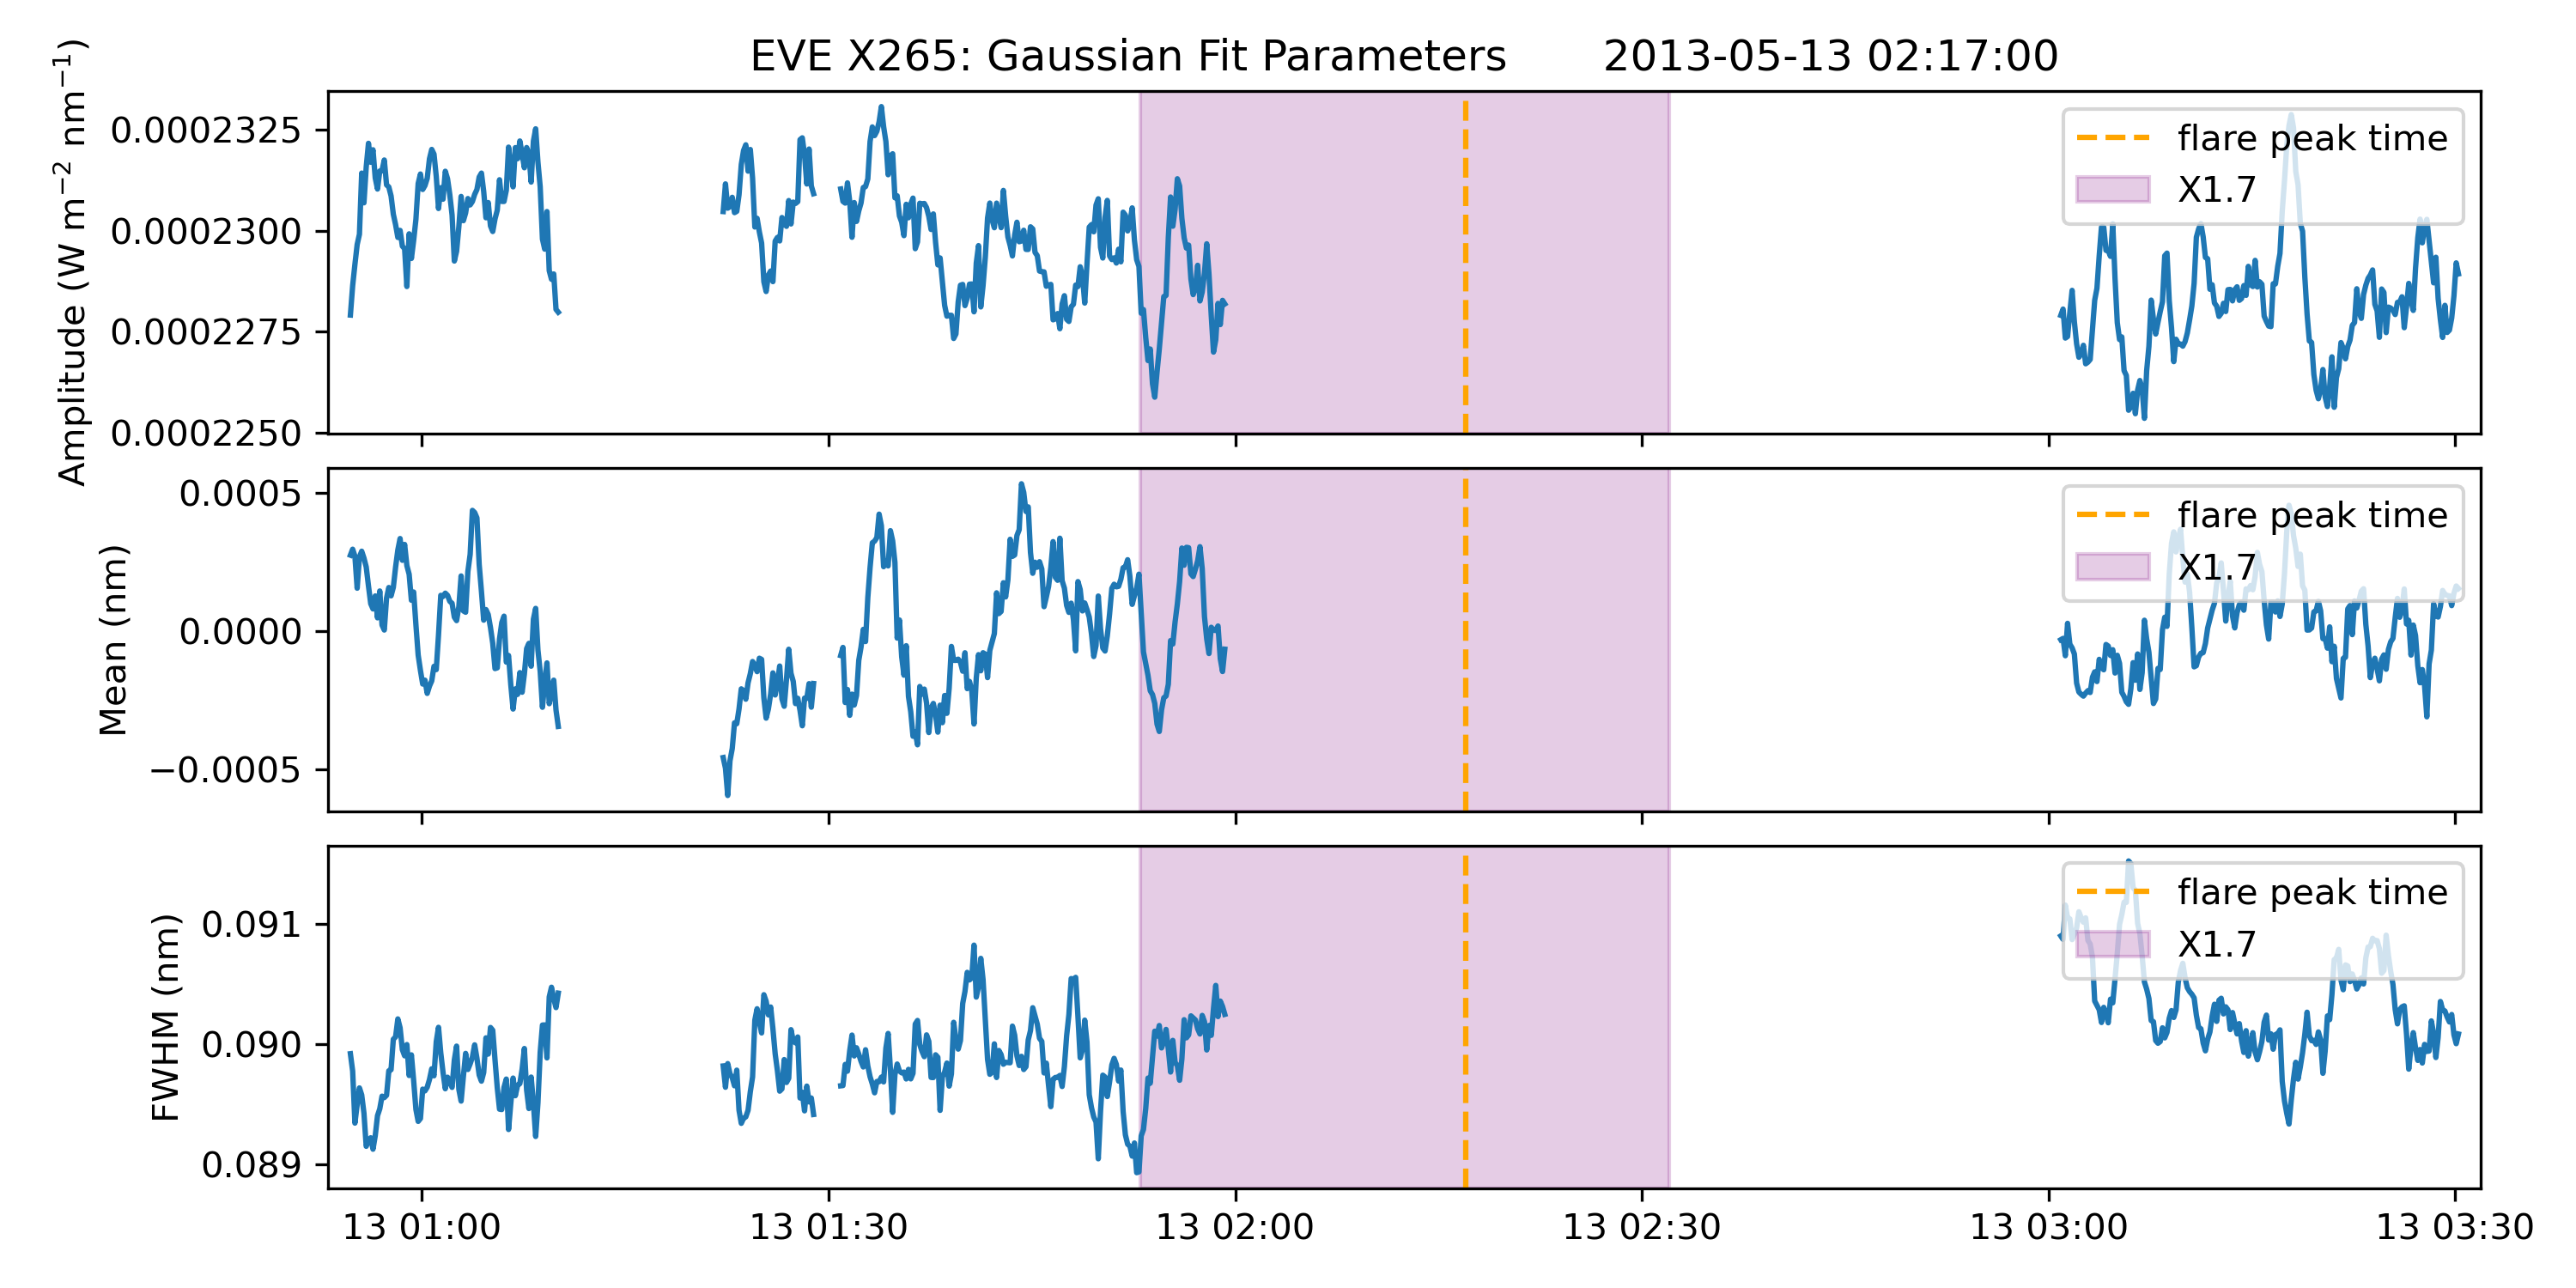 EVE X265: Gaussian Fit Parameters 2013-05-13 02:17:00
Amplitude (W m⁻² nm⁻¹)
0.0002325
0.0002300
0.0002275
0.0002250
flare peak time
X1.7
Mean (nm)
0.0005
0.0000
−0.0005
flare peak time
X1.7
FWHM (nm)
0.091
0.090
0.089
flare peak time
X1.7
13 01:00 13 01:30 13 02:00 13 02:30 13 03:00 13 03:30